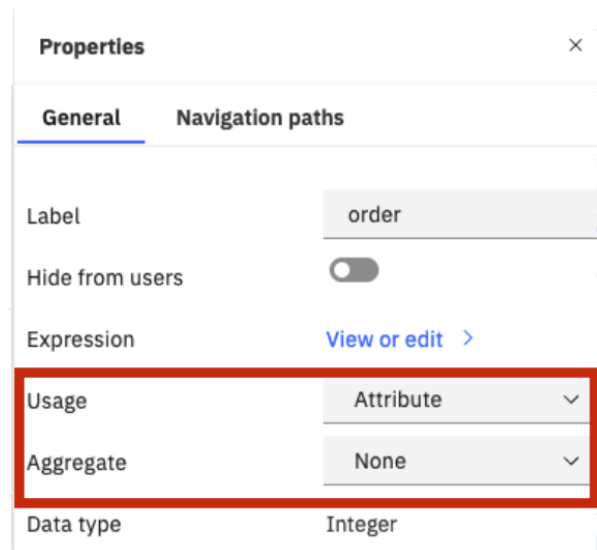 Properties
General Navigation paths
Label order
Hide from users
Expression View or edit
Usage Attribute
Aggregate None
Data type Integer